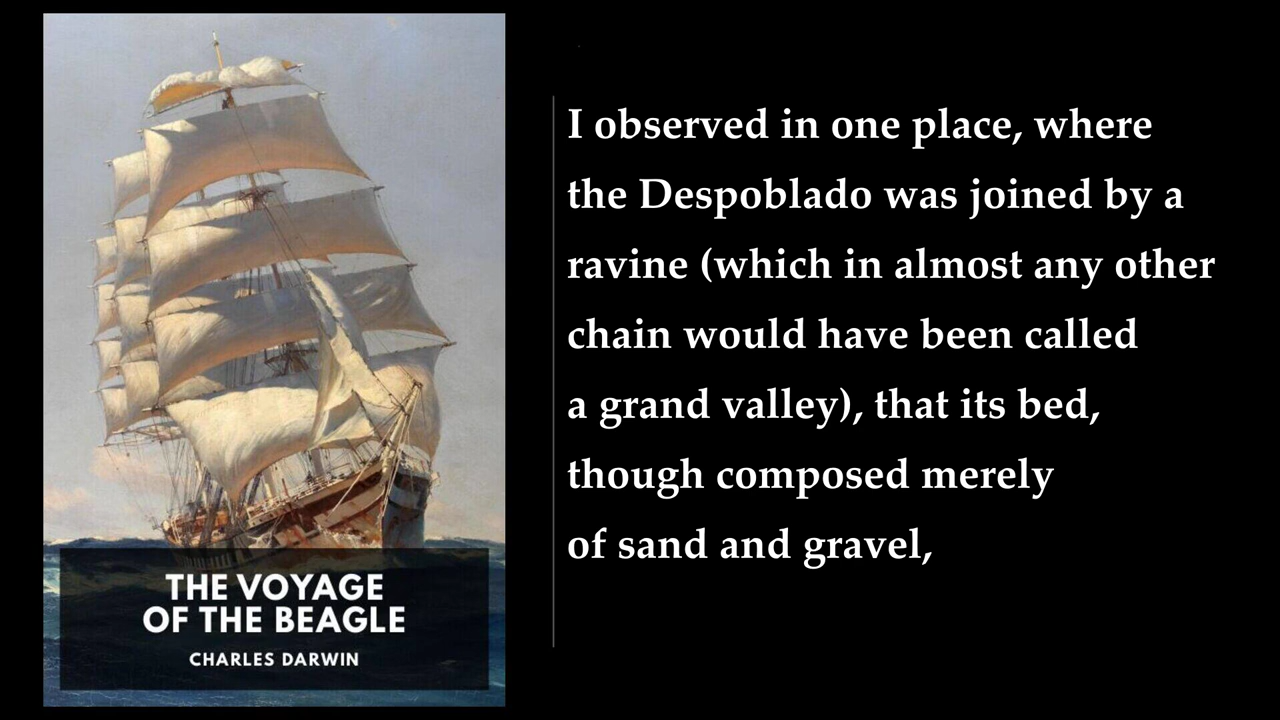 THE VOYAGE
OF THE BEAGLE
CHARLES DARWIN
I observed in one place, where
the Despoblado was joined by a
ravine (which in almost any other
chain would have been called
a grand valley), that its bed,
though composed merely
of sand and gravel,